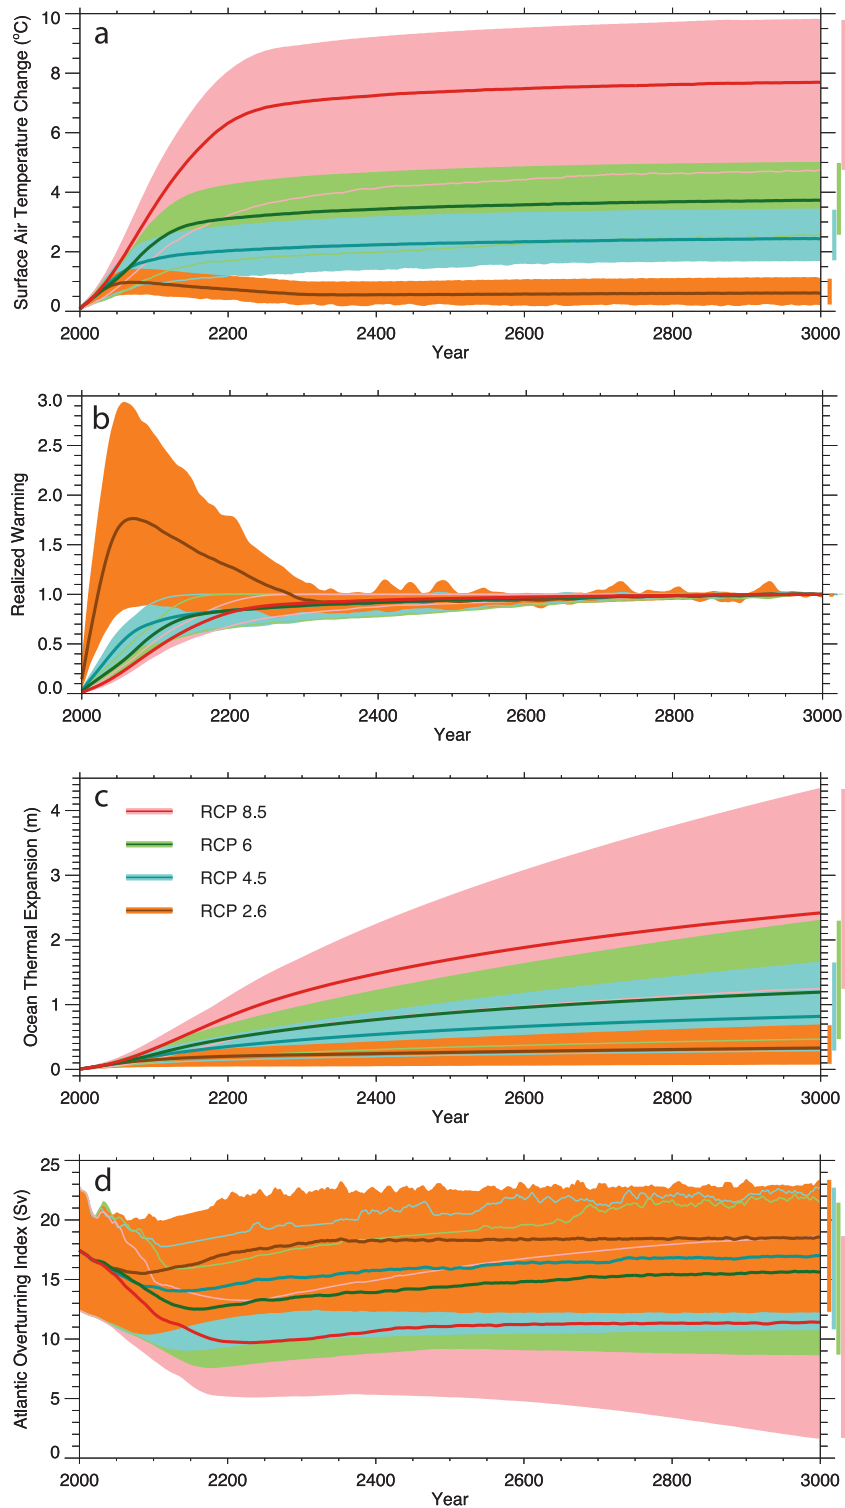 a
Surface Air Temperature Change (ºC)
10
8
6
4
2
0
2000 2200 2400 2600 2800 3000
Year
b
Realized Warming
3.0
2.5
2.0
1.5
1.0
0.5
0.0
2000 2200 2400 2600 2800 3000
Year
c
Ocean Thermal Expansion (m)
4
3
2
1
0
RCP 8.5
RCP 6
RCP 4.5
RCP 2.6
2000 2200 2400 2600 2800 3000
Year
d
Atlantic Overturning Index (Sv)
25
20
15
10
5
0
2000 2200 2400 2600 2800 3000
Year